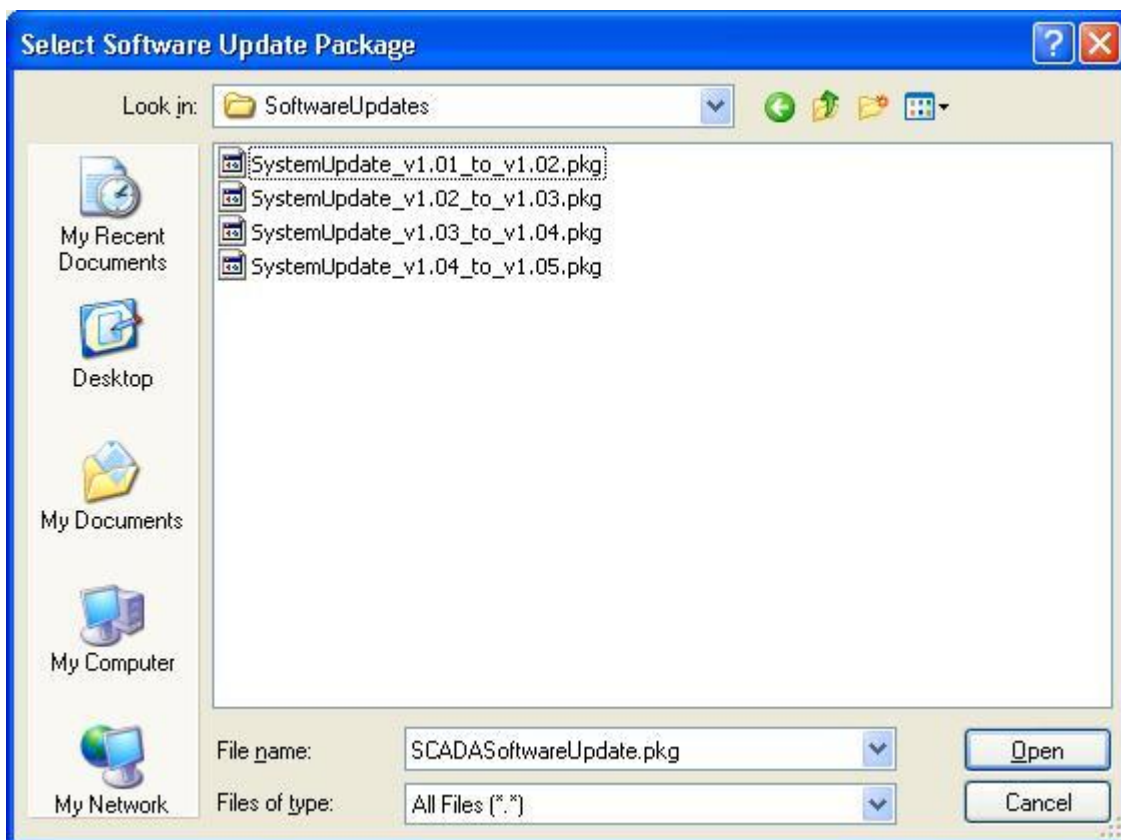 Select Software Update Package
Look in:
SoftwareUpdates
SystemUpdate_v1.01_to_v1.02.pkg
SystemUpdate_v1.02_to_v1.03.pkg
SystemUpdate_v1.03_to_v1.04.pkg
SystemUpdate_v1.04_to_v1.05.pkg
My Recent
Documents
Desktop
My Documents
My Computer
My Network
File name:
SCADASoftwareUpdate.pkg
Open
Files of type:
All Files (*.*)
Cancel